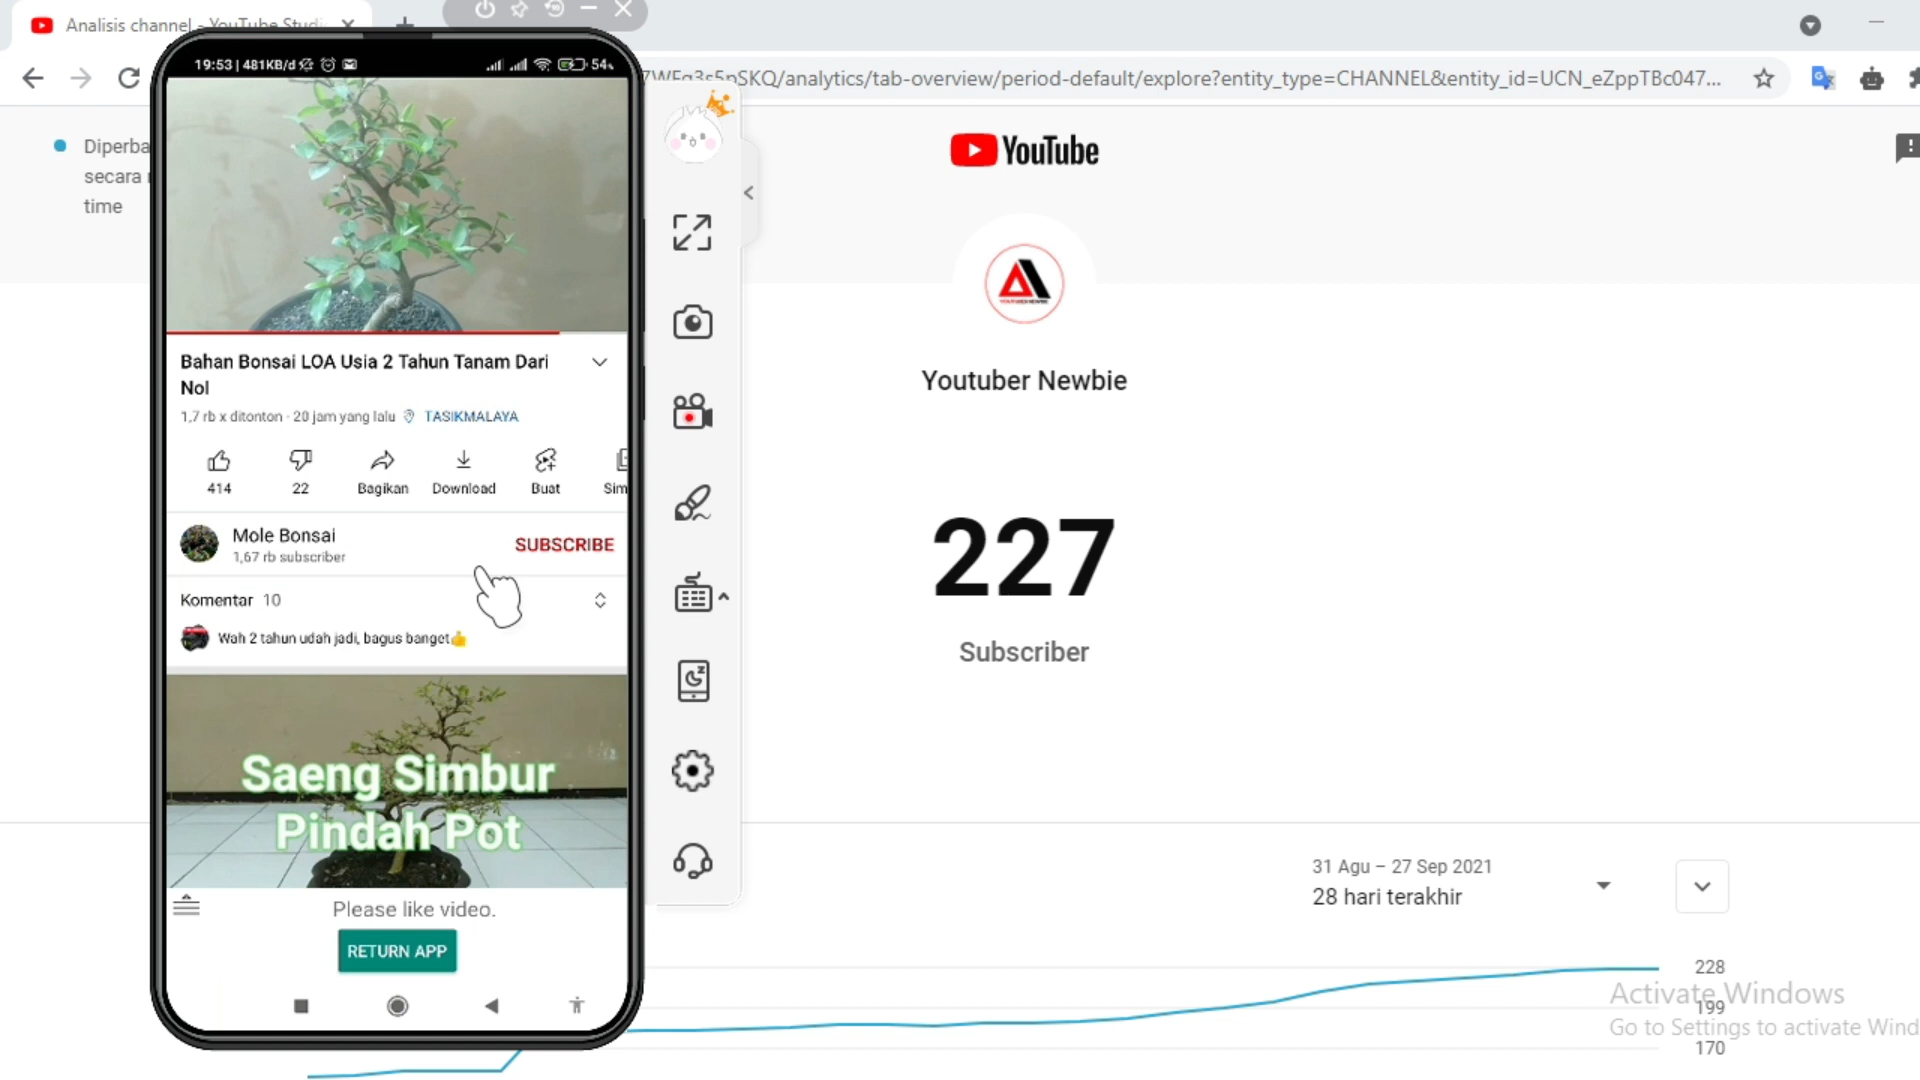 Analisis channel - YouTube Studi
7WFq3s5pSKQ/analytics/tab-overview/period-default/explore?entity_type=CHANNEL&entity_id=UCN_eZppTBc047...
19:53 | 481KB/d
54
Diperba
secara
time
YouTube
Youtuber Newbie
227
Subscriber
Bahan Bonsai LOA Usia 2 Tahun Tanam Dari
Nol
1,7 rb x ditonton · 20 jam yang lalu TASIKMALAYA
414 22 Bagikan Download Buat Sim
Mole Bonsai
1,67 rb subscriber
SUBSCRIBE
Komentar 10
Wah 2 tahun udah jadi, bagus banget👍
Saeng Simbur
Pindah Pot
Please like video.
RETURN APP
31 Agu – 27 Sep 2021
28 hari terakhir
228
199
170
Activate Windows
Go to Settings to activate Wind